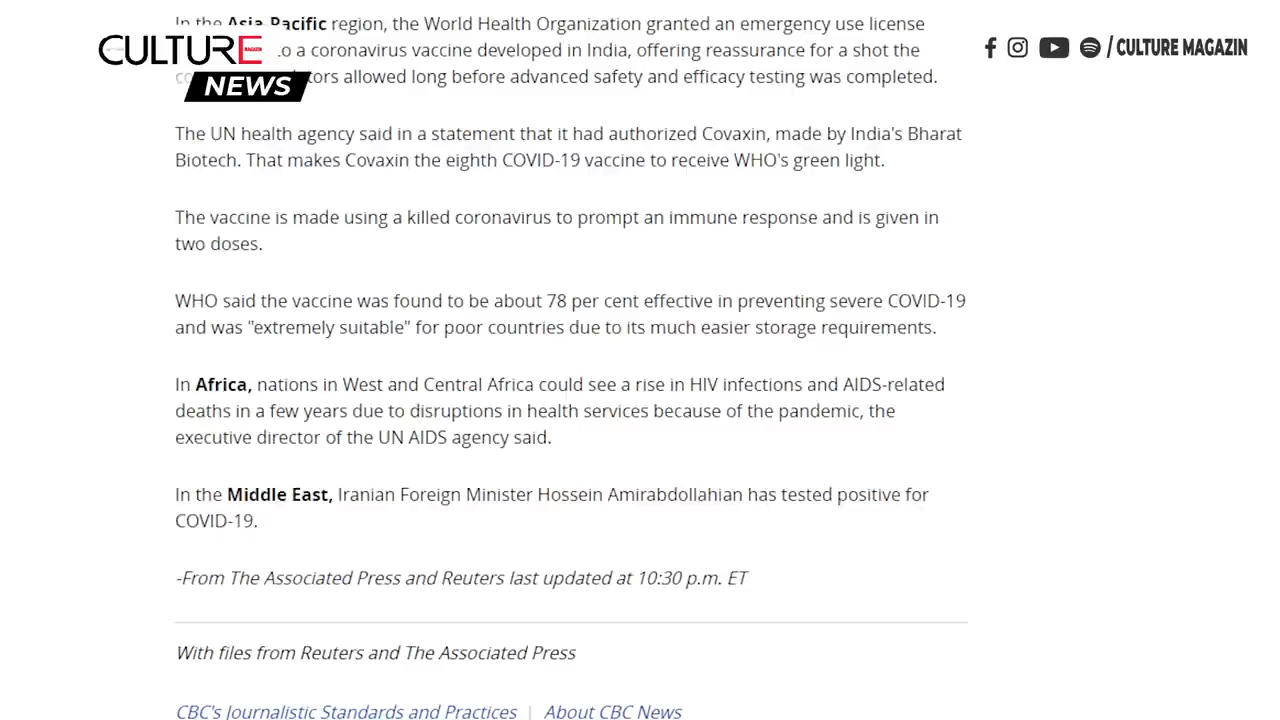 In the Asia Pacific region, the World Health Organization granted an emergency use license
CULTURE
MAGAZIN
/ CULTURE MAGAZIN
to a coronavirus vaccine developed in India, offering reassurance for a shot the
allowed long before advanced safety and efficacy testing was completed.
NEWS
The UN health agency said in a statement that it had authorized Covaxin, made by India's Bharat
Biotech. That makes Covaxin the eighth COVID-19 vaccine to receive WHO's green light.
The vaccine is made using a killed coronavirus to prompt an immune response and is given in
two doses.
WHO said the vaccine was found to be about 78 per cent effective in preventing severe COVID-19
and was "extremely suitable" for poor countries due to its much easier storage requirements.
In Africa, nations in West and Central Africa could see a rise in HIV infections and AIDS-related
deaths in a few years due to disruptions in health services because of the pandemic, the
executive director of the UN AIDS agency said.
In the Middle East, Iranian Foreign Minister Hossein Amirabdollahian has tested positive for
COVID-19.
-From The Associated Press and Reuters last updated at 10:30 p.m. ET
With files from Reuters and The Associated Press
CBC's Journalistic Standards and Practices | About CBC News